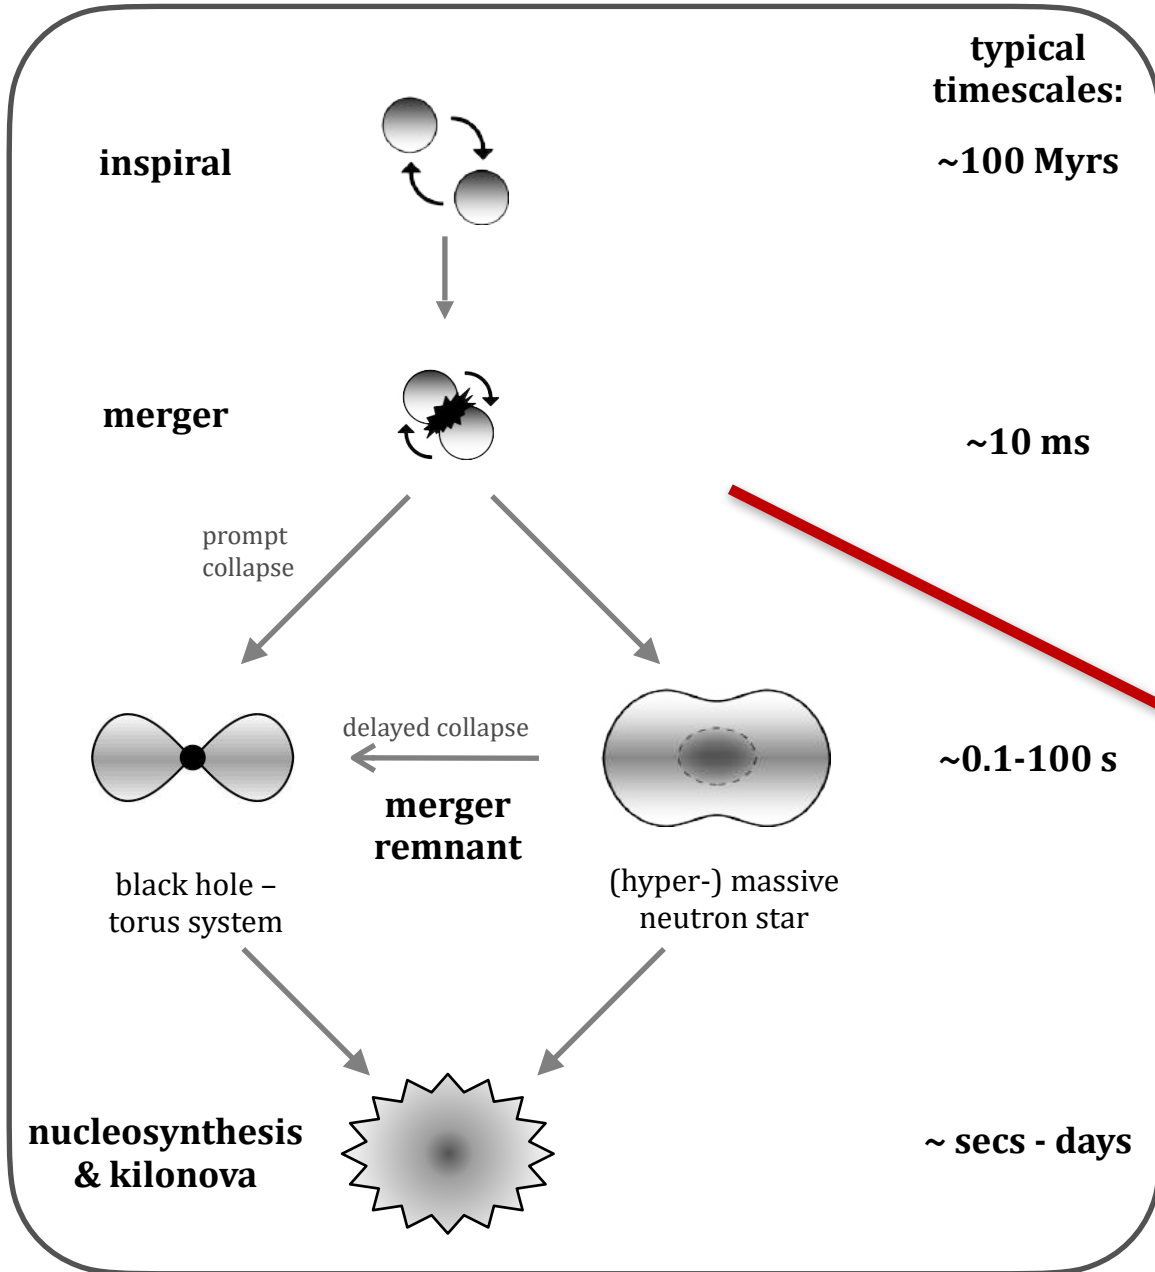 typical
timescales:
inspiral
~100 Myrs
merger
~10 ms
prompt
collapse
delayed collapse
~0.1-100 s
merger
remnant
black hole –
torus system
(hyper-) massive
neutron star
nucleosynthesis
& kilonova
~ secs - days